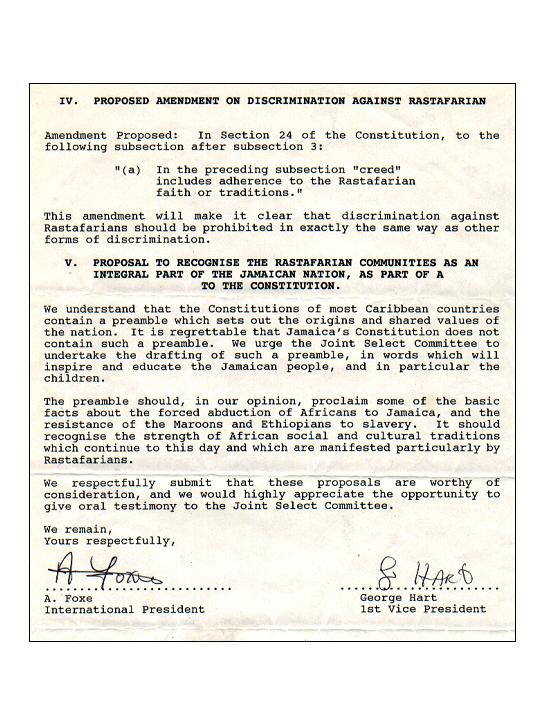 IV. PROPOSED AMENDMENT ON DISCRIMINATION AGAINST RASTAFARIAN
Amendment Proposed: In Section 24 of the Constitution, to the
following subsection after subsection 3:
"(a) In the preceding subsection "creed"
includes adherence to the Rastafarian
faith or traditions."
This amendment will make it clear that discrimination against
Rastafarians should be prohibited in exactly the same way as other
forms of discrimination.
V. PROPOSAL TO RECOGNISE THE RASTAFARIAN COMMUNITIES AS AN
INTEGRAL PART OF THE JAMAICAN NATION, AS PART OF A
TO THE CONSTITUTION.
We understand that the Constitutions of most Caribbean countries
contain a preamble which sets out the origins and shared values of
the nation. It is regrettable that Jamaica's Constitution does not
contain such a preamble. We urge the Joint Select Committee to
undertake the drafting of such a preamble, in words which will
inspire and educate the Jamaican people, and in particular the
children.
The preamble should, in our opinion, proclaim some of the basic
facts about the forced abduction of Africans to Jamaica, and the
resistance of the Maroons and Ethiopians to slavery. It should
recognise the strength of African social and cultural traditions
which continue to this day and which are manifested particularly by
Rastafarians.
We respectfully submit that these proposals are worthy of
consideration, and we would highly appreciate the opportunity to
give oral testimony to the Joint Select Committee.
We remain,
Yours respectfully,
A Foxe
G HART
A. Foxe
George Hart
International President
1st Vice President